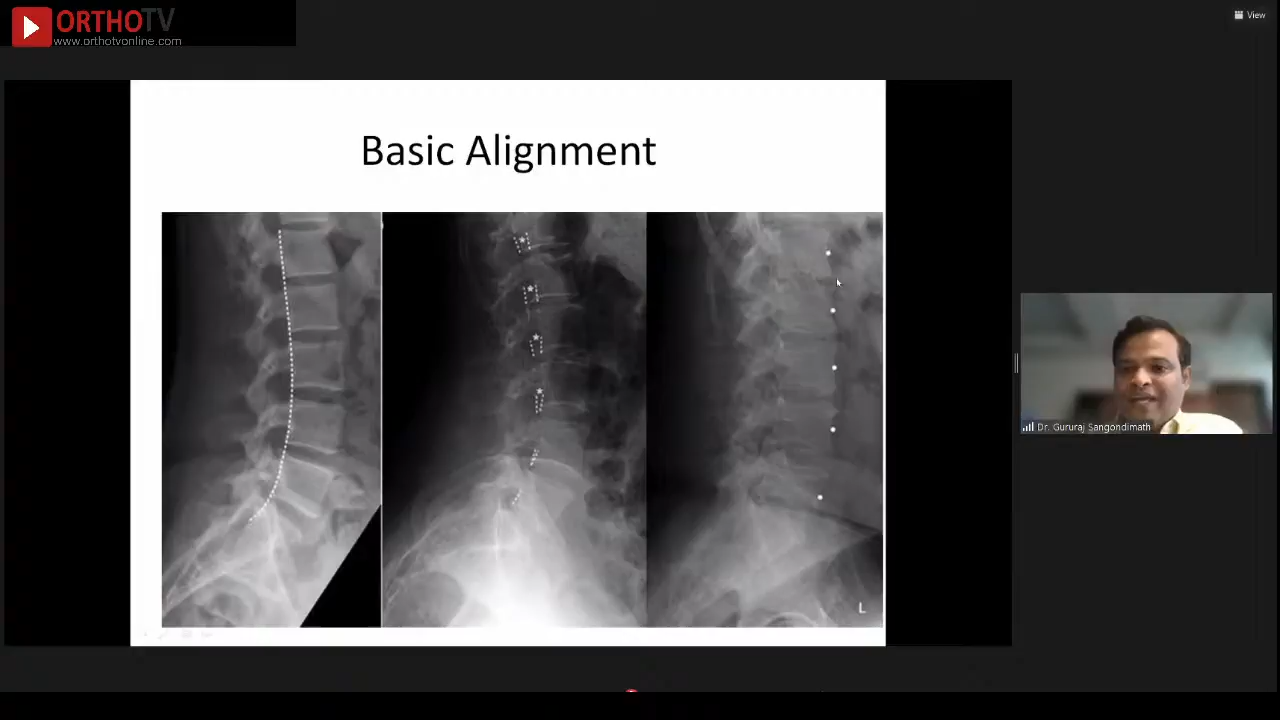 ORTHOTV
www.orthotvonline.com
View
Basic Alignment
L
Dr. Gururaj Sangondimath